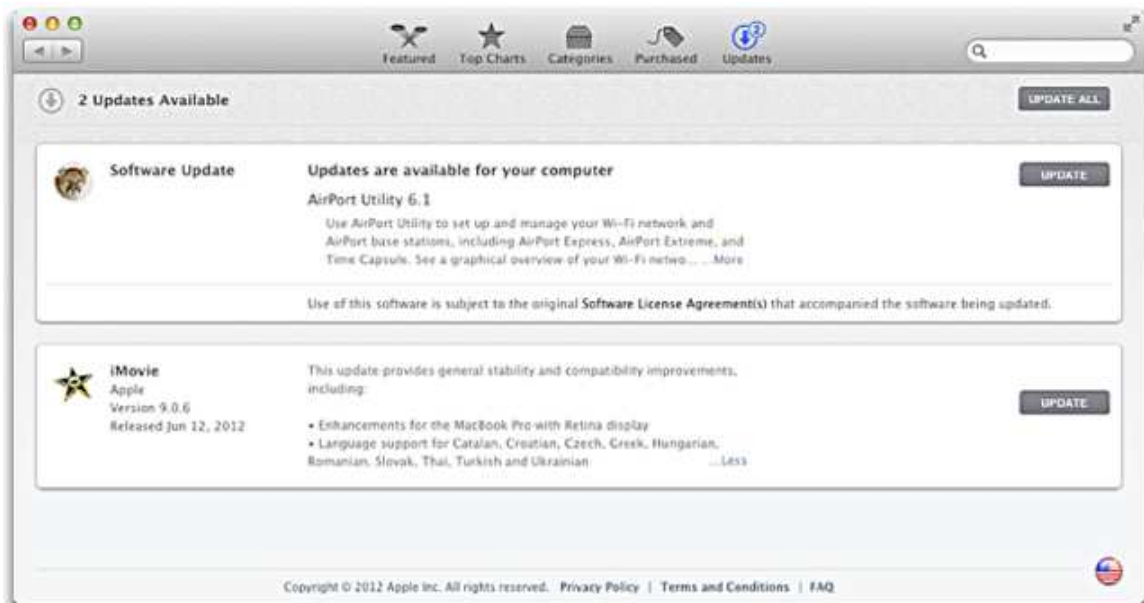 Featured Top Charts Categories Purchased Updates
2
2 Updates Available
UPDATE ALL
Software Update
Updates are available for your computer
UPDATE
AirPort Utility 6.1
Use AirPort Utility to set up and manage your Wi-Fi network and
AirPort base stations, including AirPort Express, AirPort Extreme, and
Time Capsule. See a graphical overview of your Wi-Fi netwo... ...More
Use of this software is subject to the original Software License Agreement(s) that accompanied the software being updated.
iMovie
Apple
Version 9.0.6
Released Jun 12, 2012
This update provides general stability and compatibility improvements,
including:
• Enhancements for the MacBook Pro with Retina display
• Language support for Catalan, Croatian, Czech, Greek, Hungarian,
Romanian, Slovak, Thai, Turkish and Ukrainian ...Less
UPDATE
Copyright © 2012 Apple Inc. All rights reserved. Privacy Policy | Terms and Conditions | FAQ